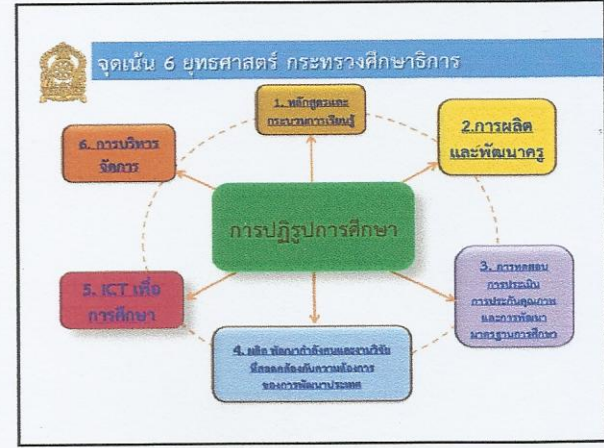 จุดเน้น 6 ยุทธศาสตร์ กระทรวงศึกษาธิการ
1. หลักสูตรและ
กระบวนการเรียนรู้
2.การผลิต
และพัฒนาครู
3. การทดสอบ
การประเมิน
การประกันคุณภาพ
และการพัฒนา
มาตรฐานการศึกษา
4. ผลิต พัฒนากำลังคนและงานวิจัย
ที่สอดคล้องกับความต้องการ
ของการพัฒนาประเทศ
5. ICT เพื่อ
การศึกษา
6. การบริหาร
จัดการ
การปฏิรูปการศึกษา